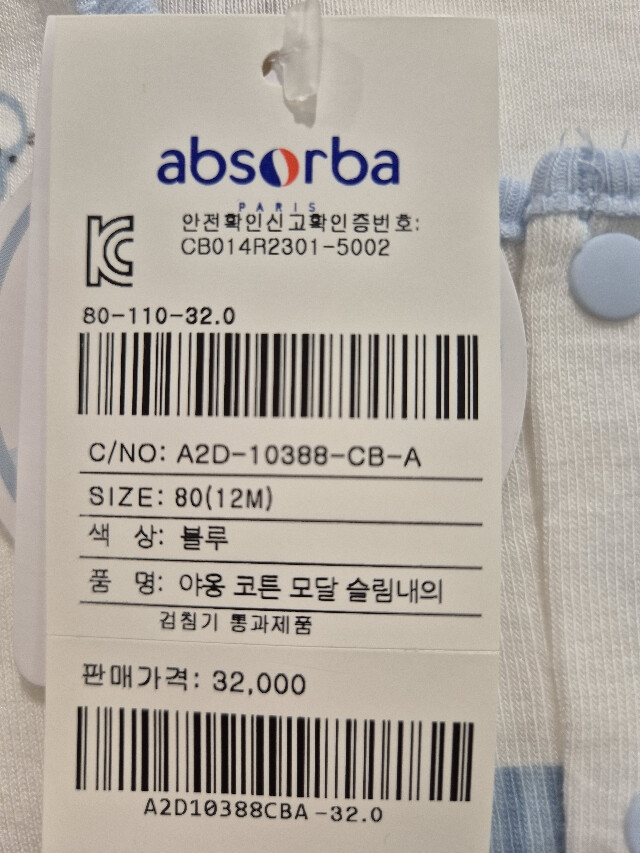 absorba
PARIS
안전확인신고확인증번호:
CB014R2301-5002
80-110-32.0
C/NO: A2D-10388-CB-A
SIZE: 80(12M)
색 상: 블루
품 명: 야옹 코튼 모달 슬림내의
검침기 통과제품
판매가격: 32,000
A2D10388CBA-32.0